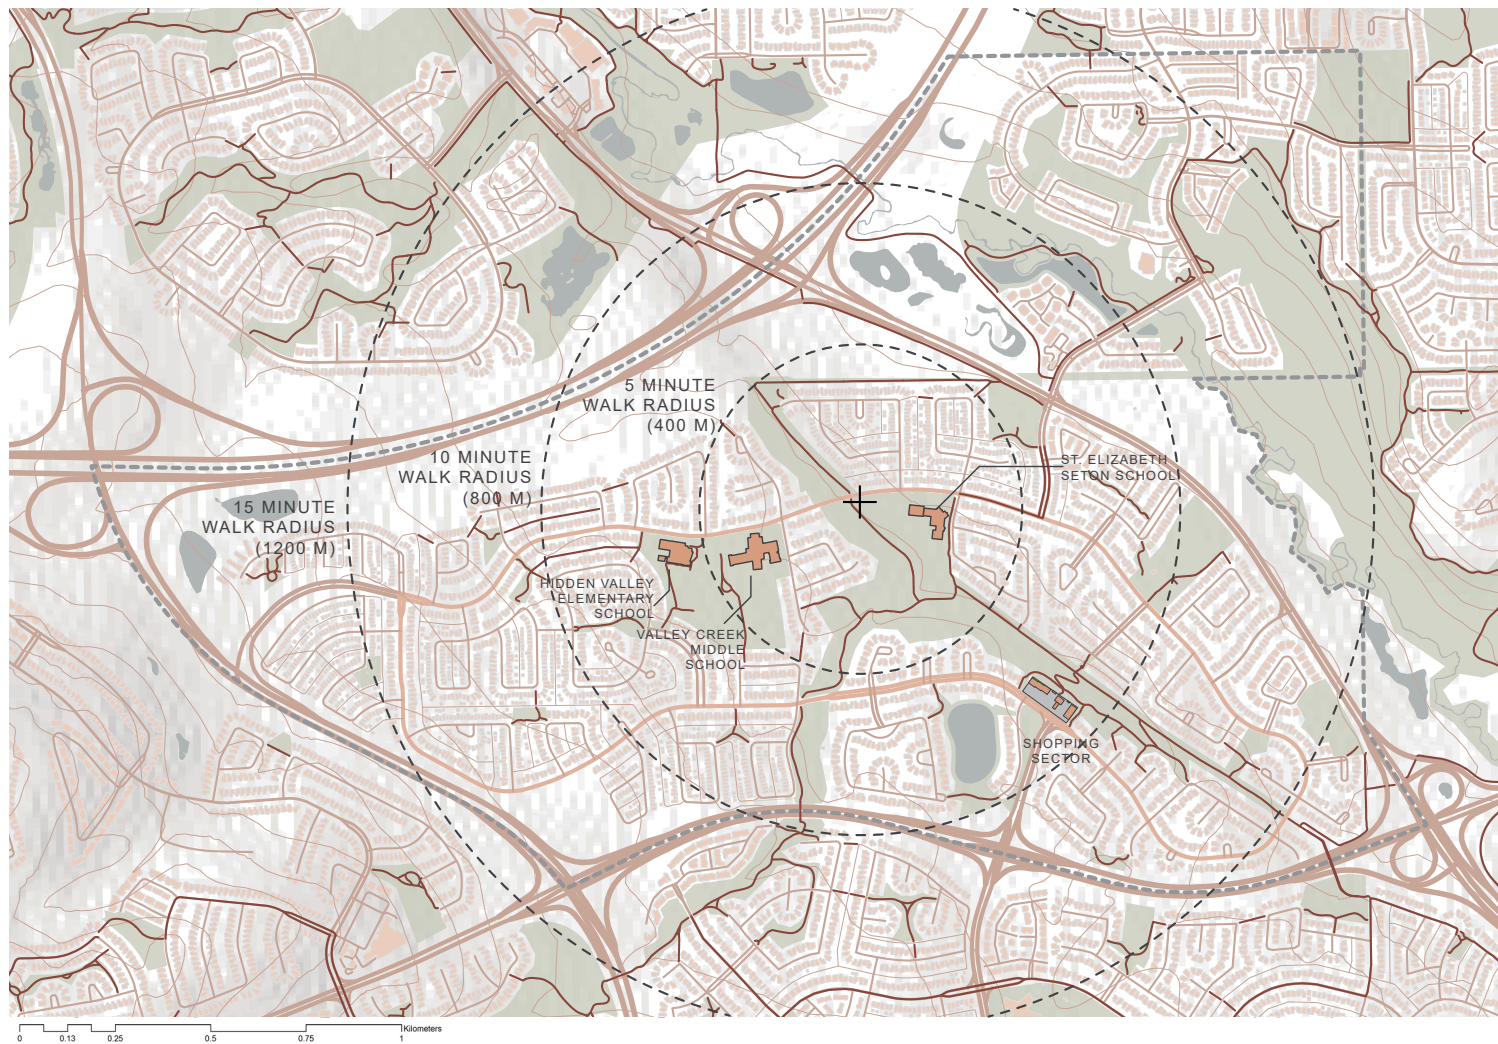 5 MINUTE
WALK RADIUS
(400 M)
10 MINUTE
WALK RADIUS
(800 M)
15 MINUTE
WALK RADIUS
(1200 M)
ST. ELIZABETH
SETON SCHOOL
HIDDEN VALLEY
ELEMENTARY
SCHOOL
VALLEY CREEK
MIDDLE
SCHOOL
SHOPPING
SECTOR
Kilometers
0 0.13 0.25 0.5 0.75 1